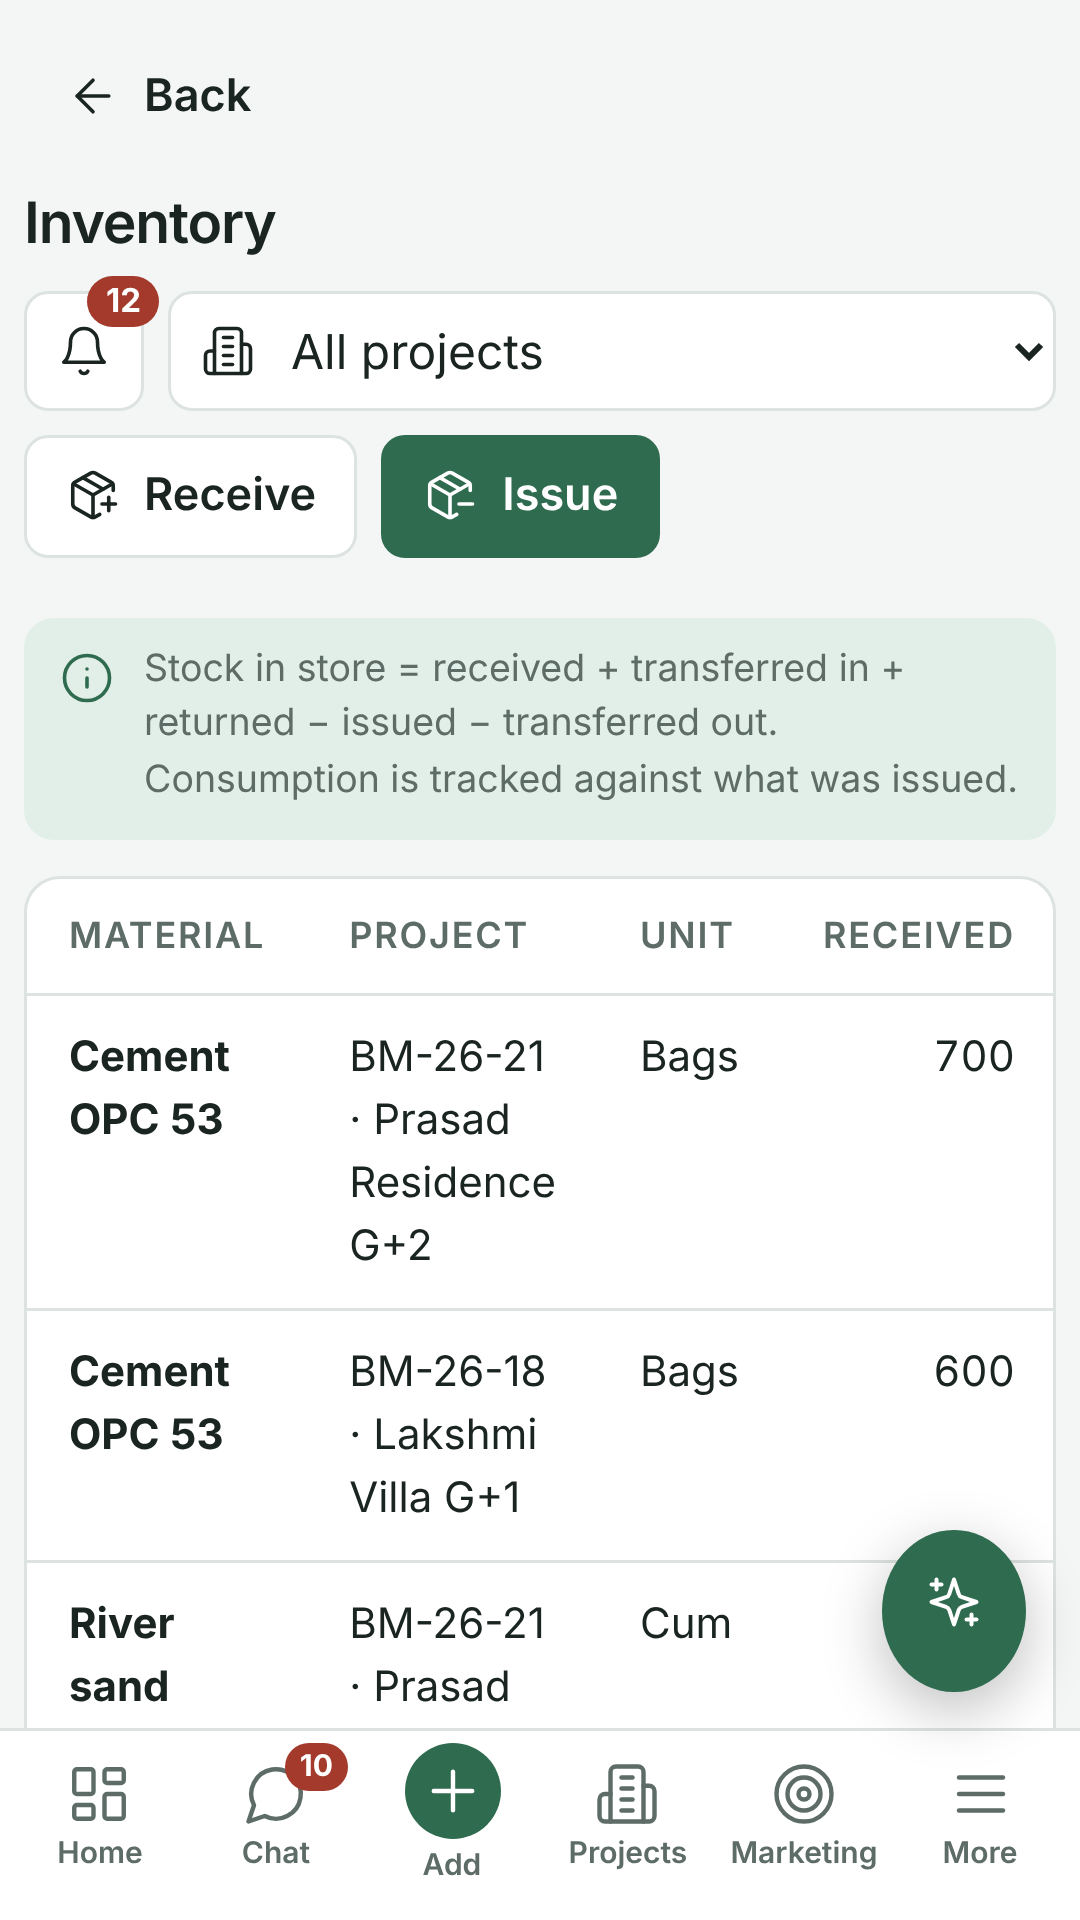 Back
Inventory
12
All projects
Receive
Issue
Stock in store = received + transferred in +
returned – issued – transferred out.
Consumption is tracked against what was issued.
MATERIAL PROJECT UNIT RECEIVED
Cement BM-26-21 Bags 700
OPC 53 · Prasad
Residence
G+2
Cement BM-26-18 Bags 600
OPC 53 · Lakshmi
Villa G+1
River BM-26-21 Cum
sand · Prasad
10
Home Chat Add Projects Marketing More